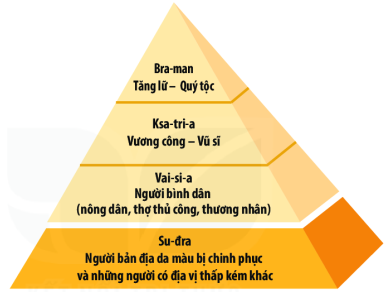 Bra-man
Tăng lữ – Quý tộc
Ksa-tri-a
Vương công – Vũ sĩ
Vai-si-a
Người bình dân
(nông dân, thợ thủ công, thương nhân)
Su-đra
Người bản địa da màu bị chinh phục
và những người có địa vị thấp kém khác